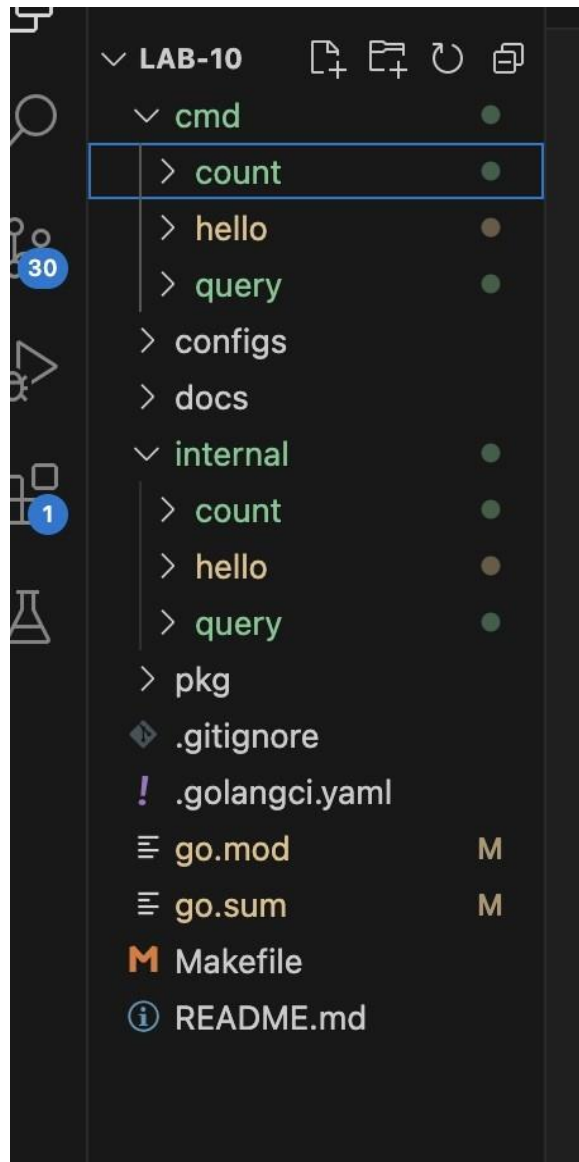 LAB-10
cmd
count
hello
30
query
configs
docs
internal
1
count
hello
query
pkg
.gitignore
! .golangci.yaml
go.mod M
go.sum M
M Makefile
README.md